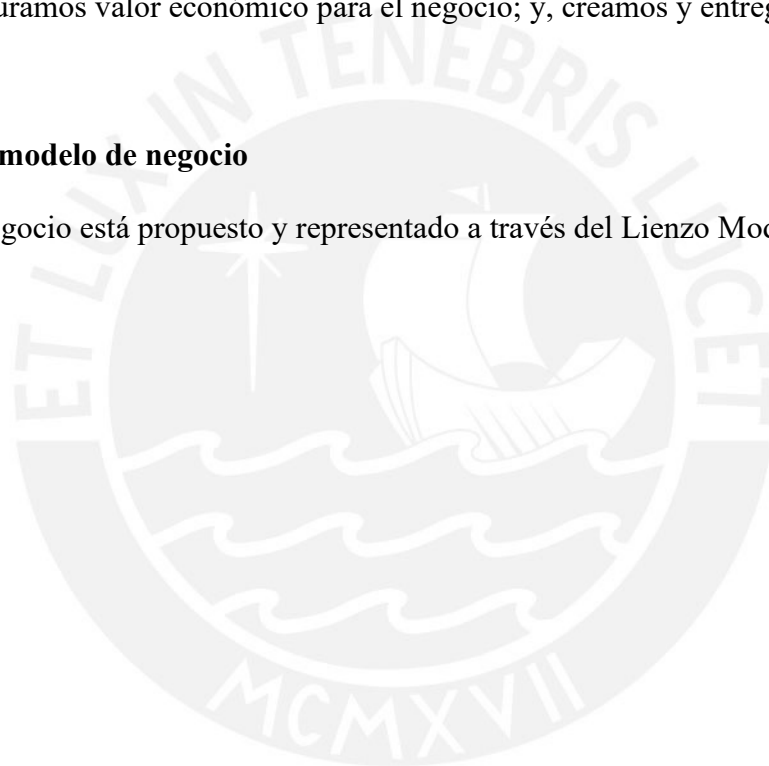 uramos valor económico para el negocio; y, creamos y entreg
modelo de negocio
gocio está propuesto y representado a través del Lienzo Mod
ET LUX IN TENEBRIS LUCET
MCMXVII